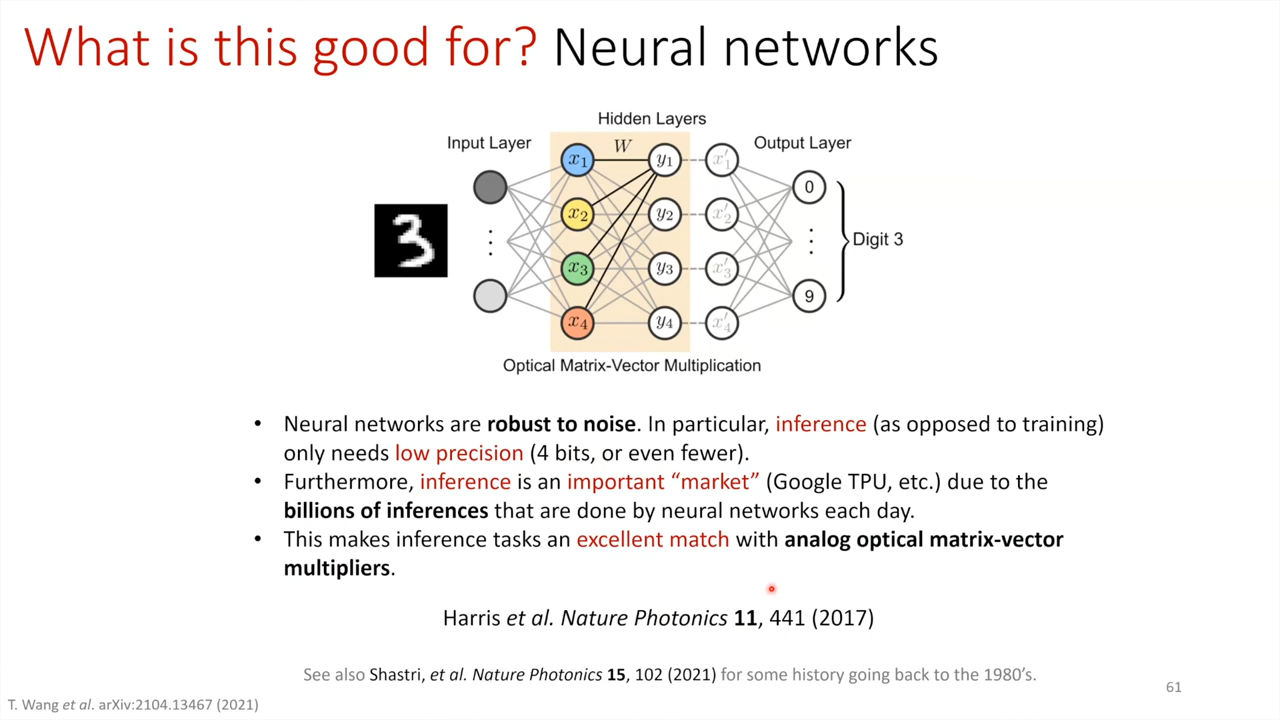 What is this good for? Neural networks
Hidden Layers
Input Layer
W
Output Layer
x₁ y₁ x′₁ 0
x₂ y₂ x′₂
x₃ y₃ x′₃
Digit 3
x₄ y₄ x′₄ 9
3
Optical Matrix-Vector Multiplication
• Neural networks are robust to noise. In particular, inference (as opposed to training)
only needs low precision (4 bits, or even fewer).
• Furthermore, inference is an important “market” (Google TPU, etc.) due to the
billions of inferences that are done by neural networks each day.
• This makes inference tasks an excellent match with analog optical matrix-vector
multipliers.
Harris et al. Nature Photonics 11, 441 (2017)
See also Shastri, et al. Nature Photonics 15, 102 (2021) for some history going back to the 1980’s.
61
T. Wang et al. arXiv:2104.13467 (2021)